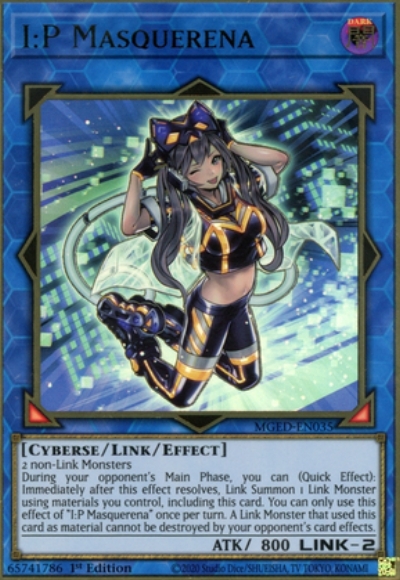 I:P Masquerena
DARK
MGED-EN035
[Cyberse/Link/Effect]
2 non-Link Monsters
During your opponent's Main Phase, you can (Quick Effect):
Immediately after this effect resolves, Link Summon 1 Link Monster
using materials you control, including this card. You can only use this
effect of "I:P Masquerena" once per turn. A Link Monster that used this
card as material cannot be destroyed by your opponent's card effects.
ATK/ 800 LINK-2
65741786 1st Edition ©2020 Studio Dice/SHUEISHA, TV TOKYO, KONAMI